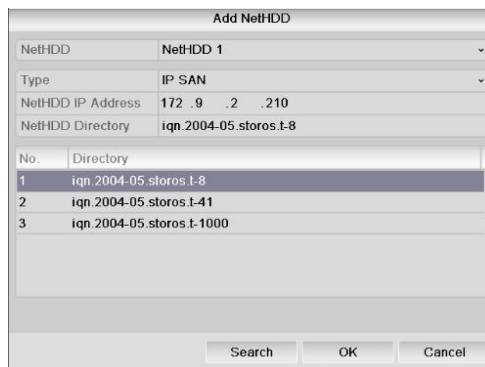 Add NetHDD
NetHDD NetHDD 1
Type IP SAN
NetHDD IP Address 172 .9 .2 .210
NetHDD Directory iqn.2004-05.storos.t-8
No. Directory
1 iqn.2004-05.storos.t-8
2 iqn.2004-05.storos.t-41
3 iqn.2004-05.storos.t-1000
Search OK Cancel